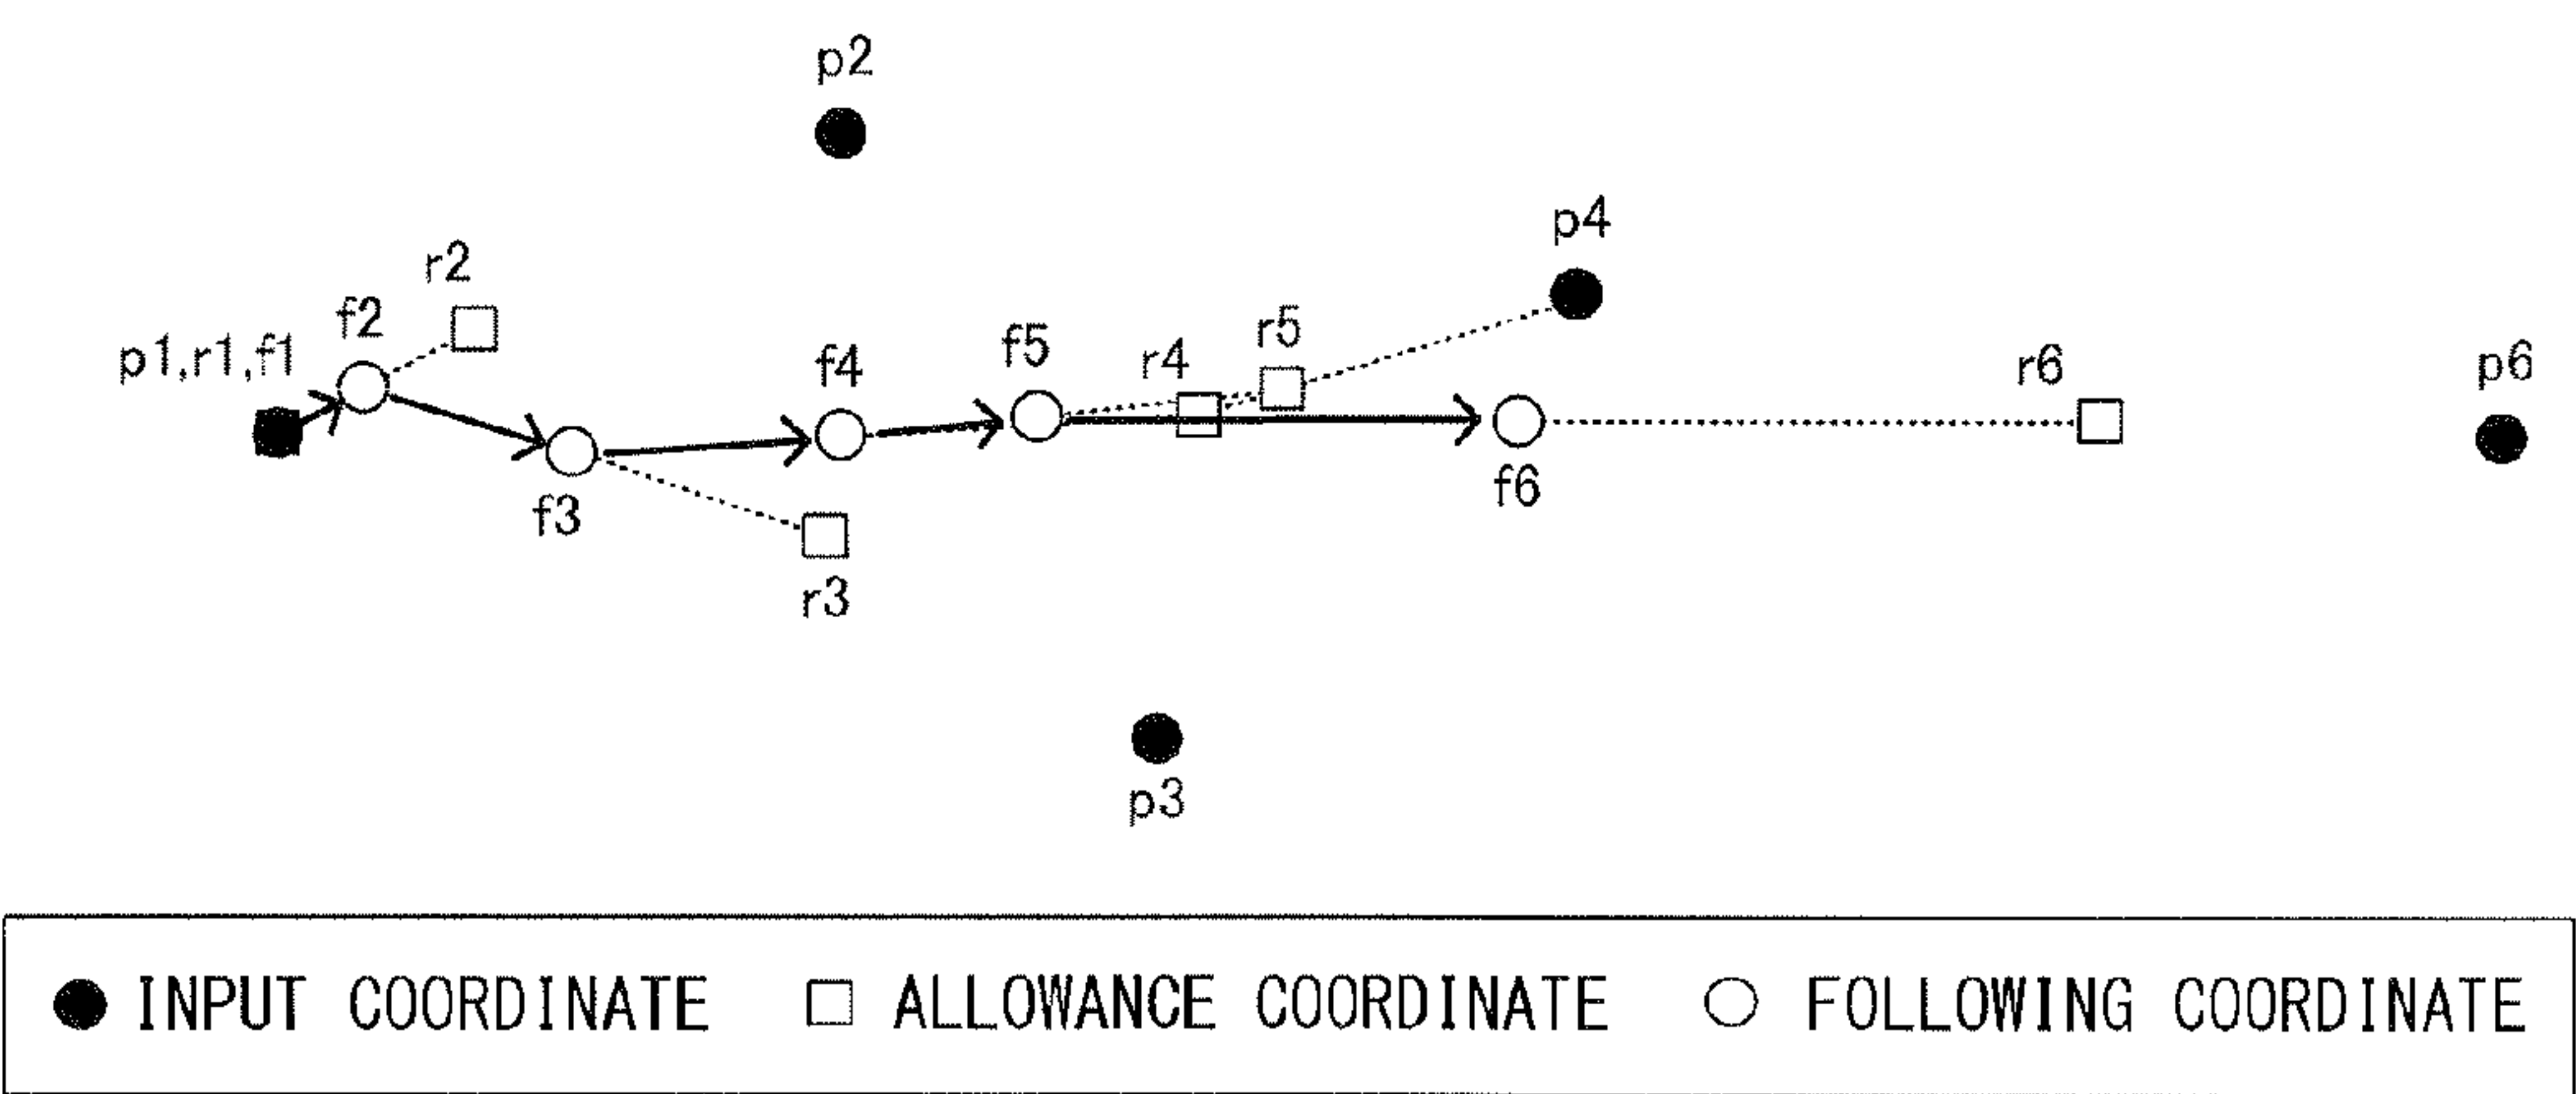 p2
p4
r2
f2
r5
p1,r1,f1
f5
r4
f4
r6
p6
f3
f6
r3
p3
INPUT COORDINATE
ALLOWANCE COORDINATE
FOLLOWING COORDINATE